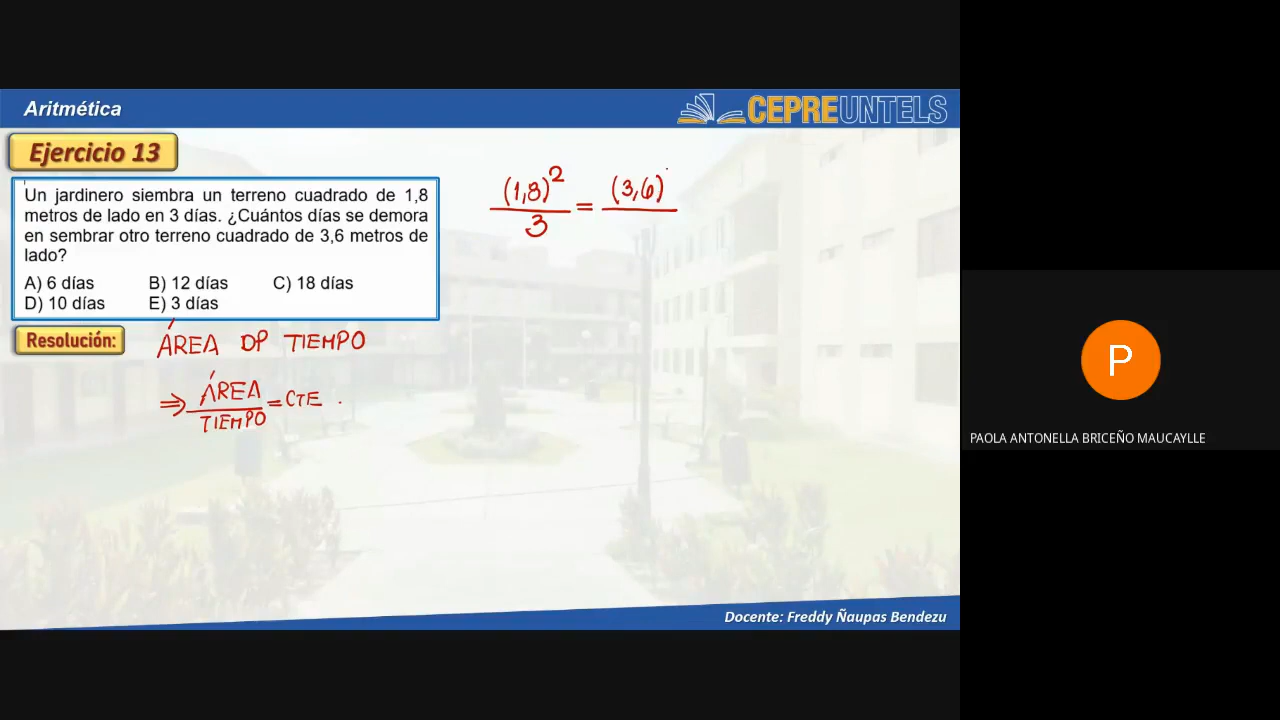 Aritmética
CEPREUNTELS
Ejercicio 13
Un jardinero siembra un terreno cuadrado de 1,8
metros de lado en 3 días. ¿Cuántos días se demora
en sembrar otro terreno cuadrado de 3,6 metros de
lado?
A) 6 días B) 12 días C) 18 días
D) 10 días E) 3 días
(1,8)² / 3 = (3,6)
Resolución:
ÁREA DP TIEMPO
⇒ ÁREA / TIEMPO = CTE .
P
PAOLA ANTONELLA BRICEÑO MAUCAYLLE
Docente: Freddy Ñaupas Bendezu